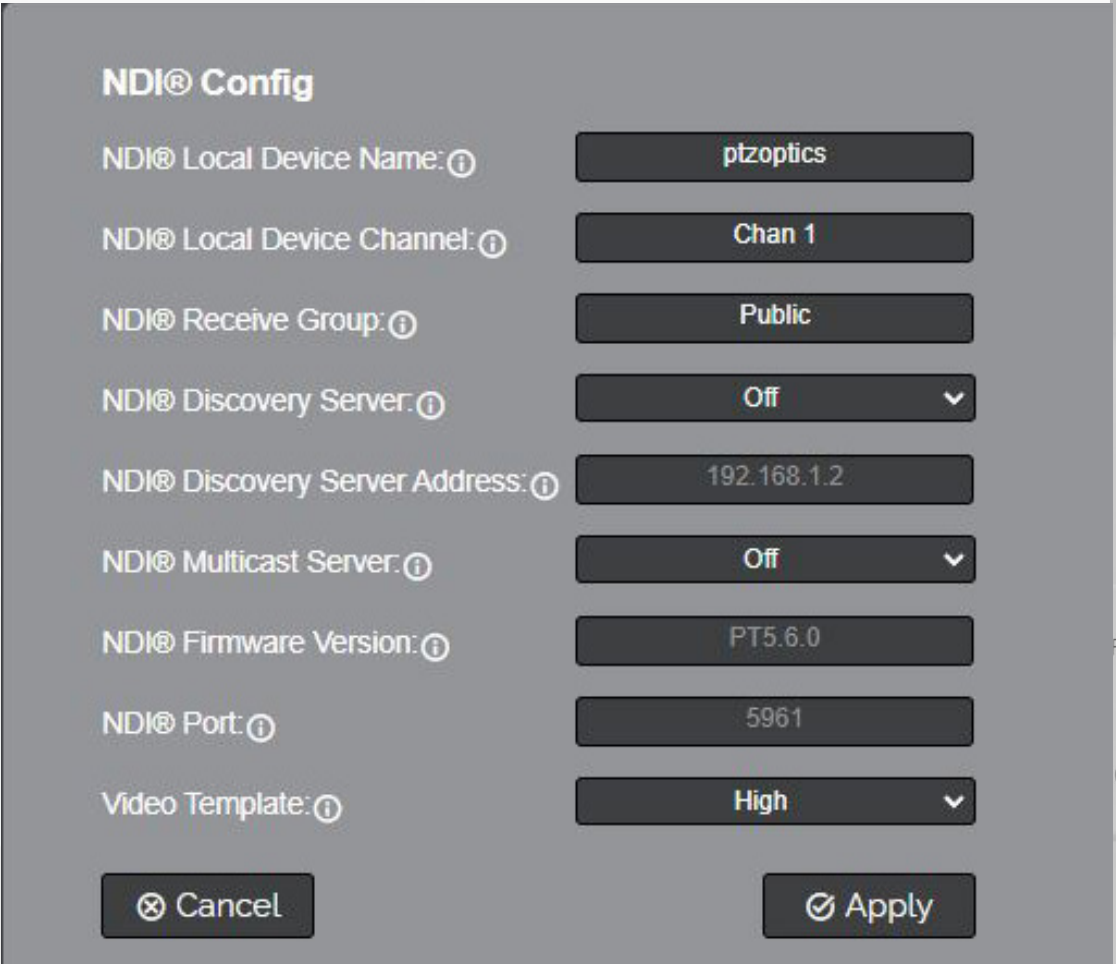 NDI® Config
NDI® Local Device Name: ptzoptics
NDI® Local Device Channel: Chan 1
NDI® Receive Group: Public
NDI® Discovery Server: Off
NDI® Discovery Server Address: 192.168.1.2
NDI® Multicast Server: Off
NDI® Firmware Version: PT5.6.0
NDI® Port: 5961
Video Template: High
Cancel Apply